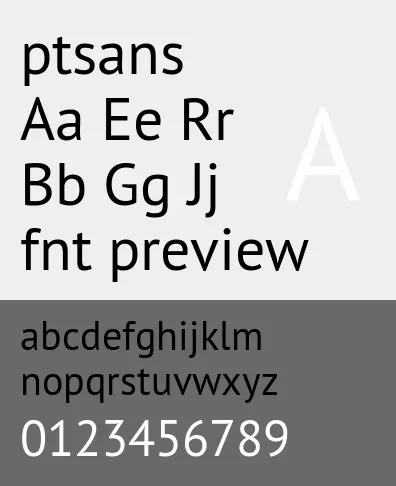 ptsans
Aa Ee Rr
A
Bb Gg Jj
fnt preview
abcdefghijklm
nopqrstuvwxyz
0123456789